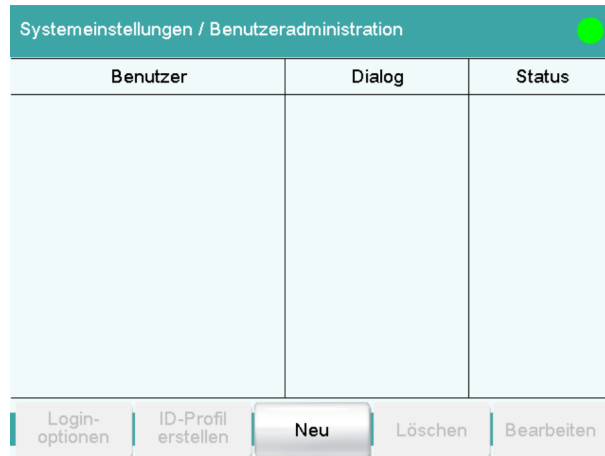 Systemeinstellungen / Benutzeradministration
Benutzer Dialog Status
Login-
optionen
ID-Profil
erstellen
Neu
Löschen
Bearbeiten